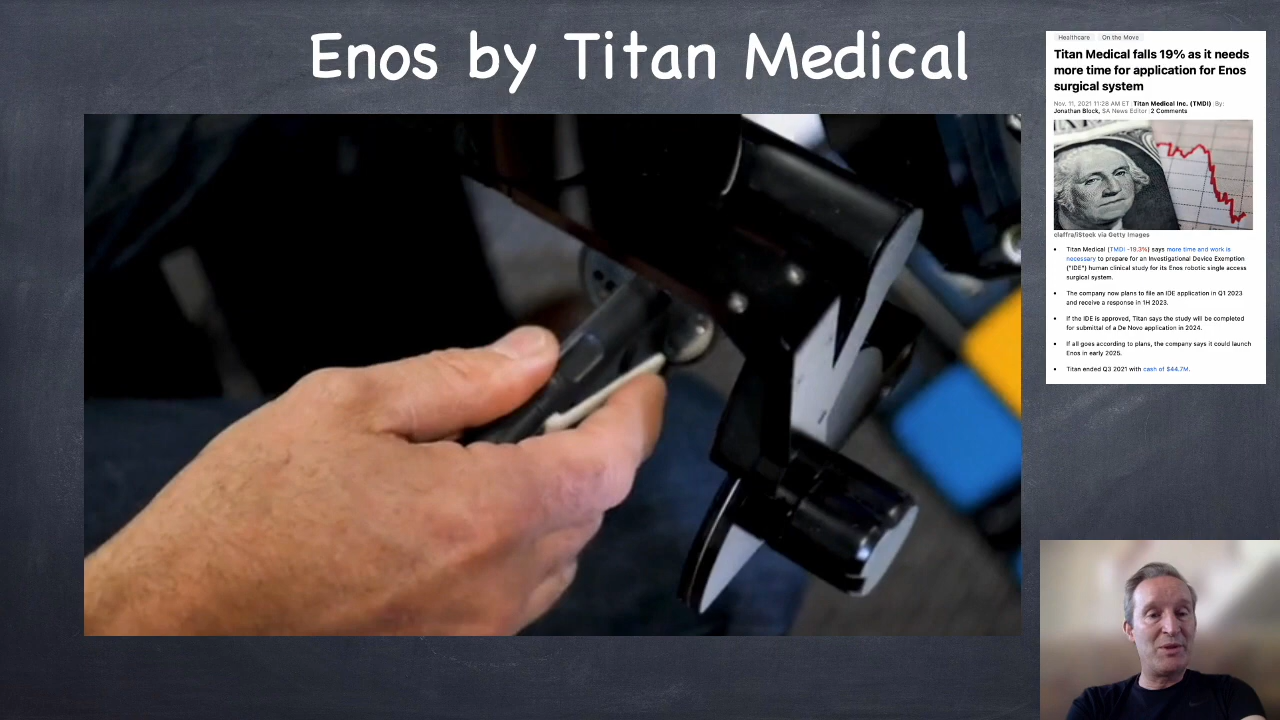 Enos by Titan Medical
Healthcare On the Move
Titan Medical falls 19% as it needs
more time for application for Enos
surgical system
Nov. 11, 2021 11:28 AM ET Titan Medical Inc. (TMDI) By:
Jonathan Block, SA News Editor 2 Comments
claffra/iStock via Getty Images
• Titan Medical (TMDI -19.3%) says more time and work is
necessary to prepare for an Investigational Device Exemption
("IDE") human clinical study for its Enos robotic single access
surgical system.
• The company now plans to file an IDE application in Q1 2023
and receive a response in 1H 2023.
• If the IDE is approved, Titan says the study will be completed
for submittal of a De Novo application in 2024.
• If all goes according to plans, the company says it could launch
Enos in early 2025.
• Titan ended Q3 2021 with cash of $44.7M.